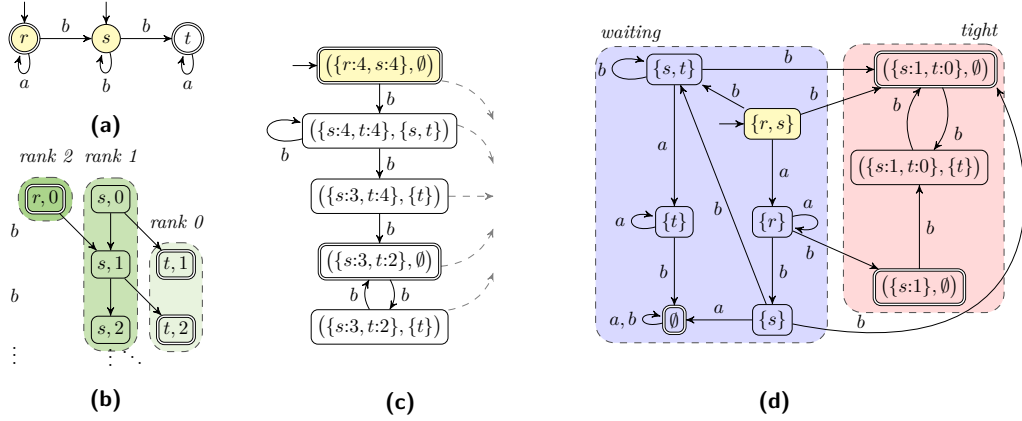 r
b
s
b
t
a
b
a
(a)
rank 2
rank 1
r, 0
s, 0
rank 0
b
s, 1
t, 1
b
s, 2
t, 2
⋮
⋮
⋱
(b)
({r:4, s:4}, ∅)
b
({s:4, t:4}, {s, t})
b
b
({s:3, t:4}, {t})
b
({s:3, t:2}, ∅)
b
b
({s:3, t:2}, {t})
(c)
waiting
tight
b
{s, t}
b
({s:1, t:0}, ∅)
b
b
{r, s}
b
b
a
a
({s:1, t:0}, {t})
a
{t}
b
{r}
a
b
b
b
b
({s:1}, ∅)
a, b
∅
a
{s}
b
(d)